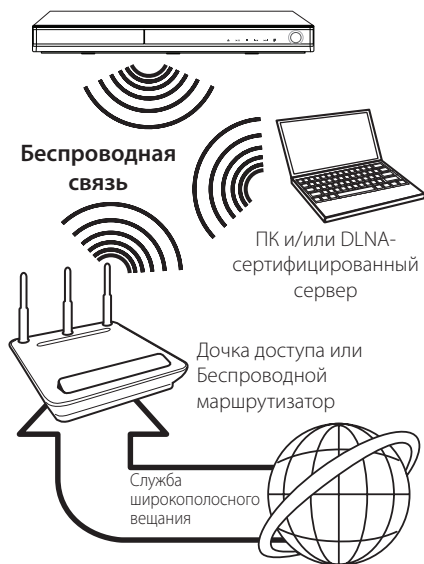 Беспроводная
связь
ПК и/или DLNA-
сертифицированный
сервер
Дочка доступа или
Беспроводной
маршрутизатор
Служба
широкополосного
вещания